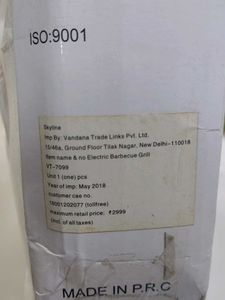 ISO:9001
Skyline
Imp By: Vandana Trade Links Pvt. Ltd.
15/46a, Ground Floor Tilak Nagar, New Delhi-110018
Item name & no Electric Barbecue Grill
VT-7099
Unit 1 (one) pcs
Year of imp: May 2018
customer cae no.
18001202077 (tollfree)
maximum retail price: ₹2999
(incl. of all taxes)
MADE IN P.R.C